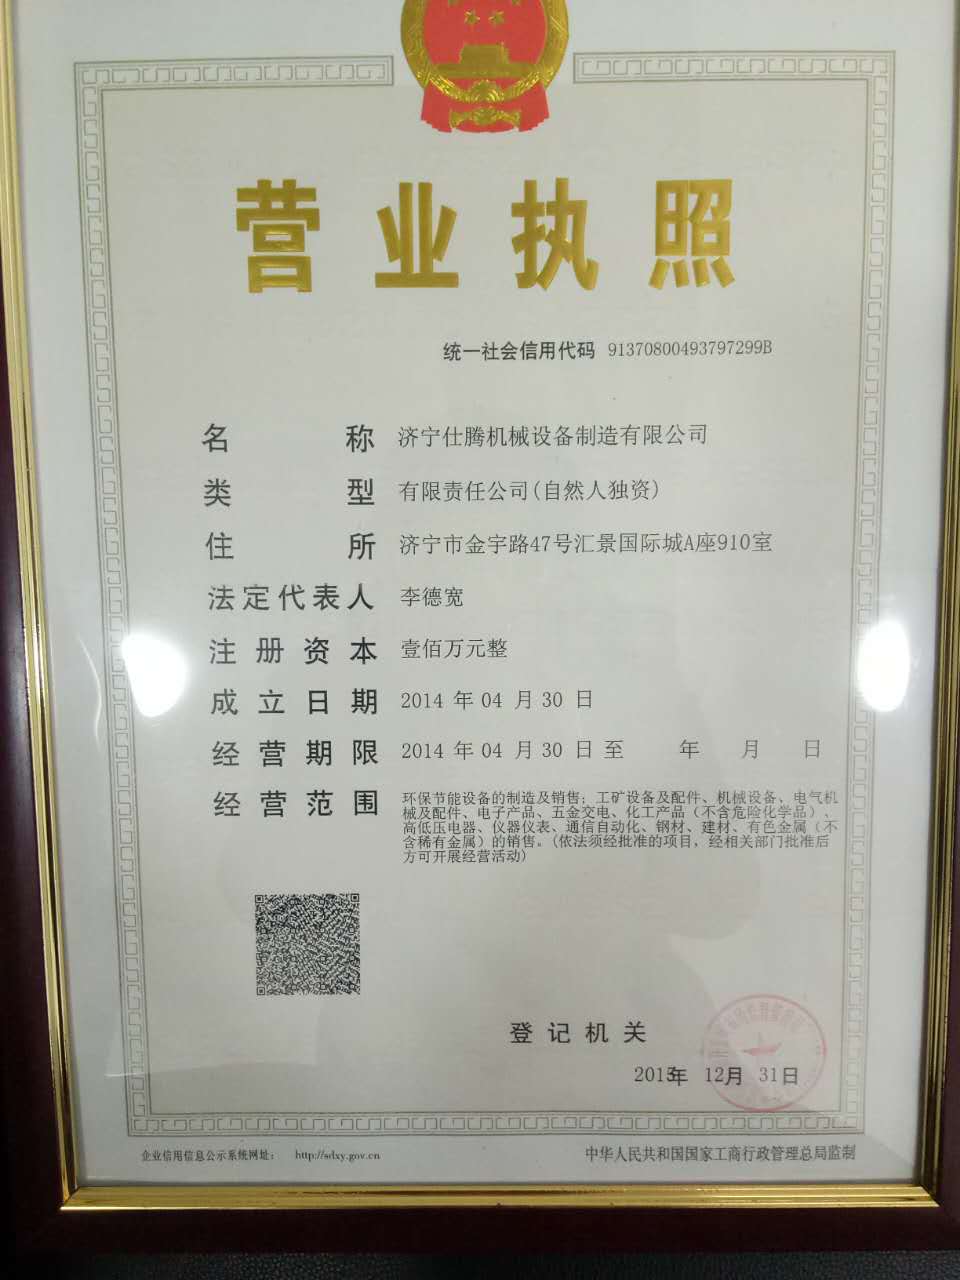 营业执照
统一社会信用代码 91370800493797299B
名称 济宁仕腾机械设备制造有限公司
类型 有限责任公司(自然人独资)
住所 济宁市金宇路47号汇景国际城A座910室
法定代表人 李德宽
注册资本 壹佰万元整
成立日期 2014 年 04 月 30 日
经营期限 2014 年 04 月 30 日 至 年 月 日
经营范围 环保节能设备的制造及销售；工矿设备及配件、机械设备、电气机
械及配件、电子产品、五金交电、化工产品（不含危险化学品）、
高低压电器、仪器仪表、通信自动化、钢材、建材、有色金属（不
含稀有金属）的销售。(依法须经批准的项目，经相关部门批准后
方可开展经营活动)
登记机关
2015年 12月 31日
企业信用信息公示系统网址： http://sdxy.gov.cn
中华人民共和国国家工商行政管理总局监制